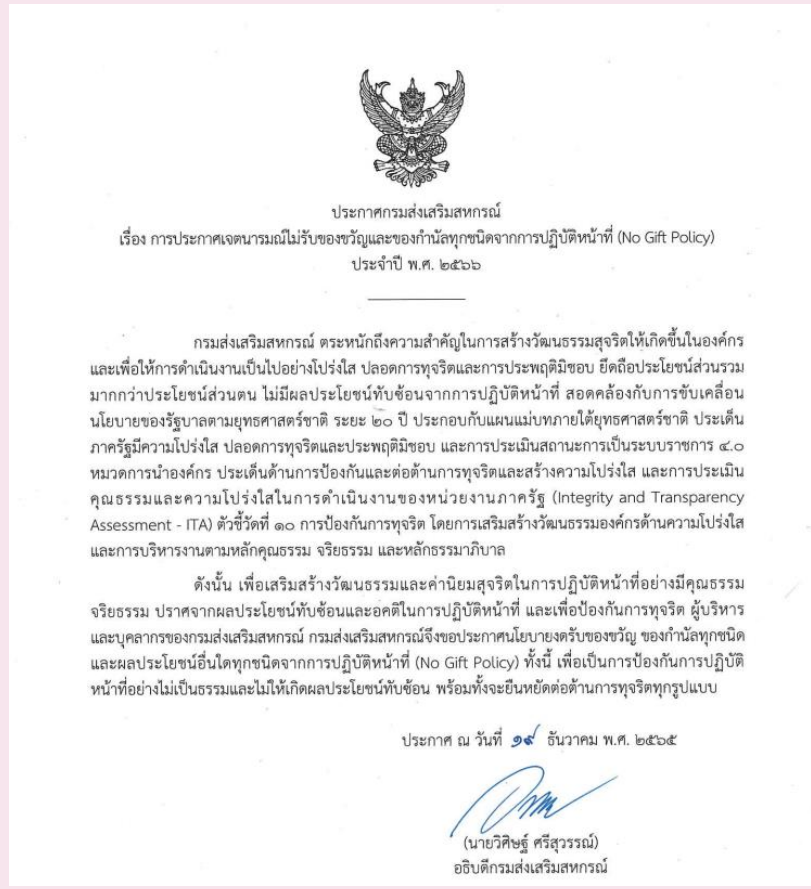 ประกาศกรมส่งเสริมสหกรณ์
เรื่อง การประกาศเจตนารมณ์ไม่รับของขวัญและของกำนัลทุกชนิดจากการปฏิบัติหน้าที่ (No Gift Policy)
ประจำปี พ.ศ. ๒๕๖๖
กรมส่งเสริมสหกรณ์ ตระหนักถึงความสำคัญในการสร้างวัฒนธรรมสุจริตให้เกิดขึ้นในองค์กร
และเพื่อให้การดำเนินงานเป็นไปอย่างโปร่งใส ปลอดการทุจริตและการประพฤติมิชอบ ยึดถือประโยชน์ส่วนรวม
มากกว่าประโยชน์ส่วนตน ไม่มีผลประโยชน์ทับซ้อนจากการปฏิบัติหน้าที่ สอดคล้องกับการขับเคลื่อน
นโยบายของรัฐบาลตามยุทธศาสตร์ชาติ ระยะ ๒๐ ปี ประกอบกับแผนแม่บทภายใต้ยุทธศาสตร์ชาติ ประเด็น
ภาครัฐมีความโปร่งใส ปลอดการทุจริตและประพฤติมิชอบ และการประเมินสถานะการเป็นระบบราชการ ๔.๐
หมวดการนำองค์กร ประเด็นด้านการป้องกันและต่อต้านการทุจริตและสร้างความโปร่งใส และการประเมิน
คุณธรรมและความโปร่งใสในการดำเนินงานของหน่วยงานภาครัฐ (Integrity and Transparency
Assessment - ITA) ตัวชี้วัดที่ ๑๐ การป้องกันการทุจริต โดยการเสริมสร้างวัฒนธรรมองค์กรด้านความโปร่งใส
และการบริหารงานตามหลักคุณธรรม จริยธรรม และหลักธรรมาภิบาล
ดังนั้น เพื่อเสริมสร้างวัฒนธรรมและค่านิยมสุจริตในการปฏิบัติหน้าที่อย่างมีคุณธรรม
จริยธรรม ปราศจากผลประโยชน์ทับซ้อนและอคติในการปฏิบัติหน้าที่ และเพื่อป้องกันการทุจริต ผู้บริหาร
และบุคลากรของกรมส่งเสริมสหกรณ์ กรมส่งเสริมสหกรณ์จึงขอประกาศนโยบายงดรับของขวัญ ของกำนัลทุกชนิด
และผลประโยชน์อื่นใดทุกชนิดจากการปฏิบัติหน้าที่ (No Gift Policy) ทั้งนี้ เพื่อเป็นการป้องกันการปฏิบัติ
หน้าที่อย่างไม่เป็นธรรมและไม่ให้เกิดผลประโยชน์ทับซ้อน พร้อมทั้งจะยืนหยัดต่อต้านการทุจริตทุกรูปแบบ
ประกาศ ณ วันที่ ๑๙ ธันวาคม พ.ศ. ๒๕๖๕
(นายวิศิษฐ์ ศรีสุวรรณ์)
อธิบดีกรมส่งเสริมสหกรณ์